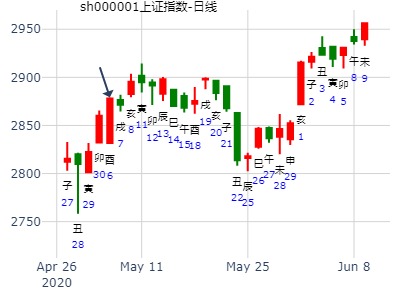 sh000001上证指数-日线
2950
2900
2850
2800
2750
子 27
丑 28
寅 29
卯 30
酉 6
戌 7
亥 8
寅 11
卯 12
辰 13
巳 14
午 15
酉 18
戌 19
亥 20
子 21
丑 22
寅 25
巳 26
午 27
未 28
申 29
亥 1
子 2
丑 3
寅 4
卯 5
午 8
未 9
Apr 26 May 11 May 25 Jun 8
2020